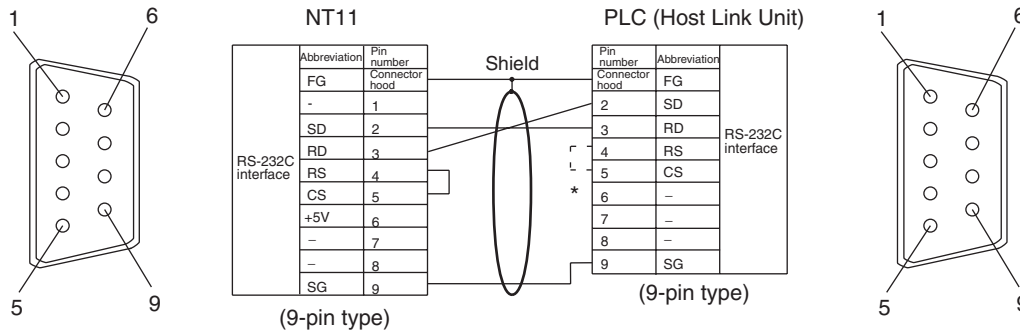 NT11
PLC (Host Link Unit)
1
6
5
9
Abbreviation
Pin number
FG
Connector hood
-
1
SD
2
RD
3
RS
4
CS
5
+5V
6
–
7
–
8
SG
9
RS-232C interface
(9-pin type)
Shield
*
Pin number
Abbreviation
Connector hood
FG
2
SD
3
RD
4
RS
5
CS
6
–
7
–
8
–
9
SG
RS-232C interface
(9-pin type)
1
6
5
9